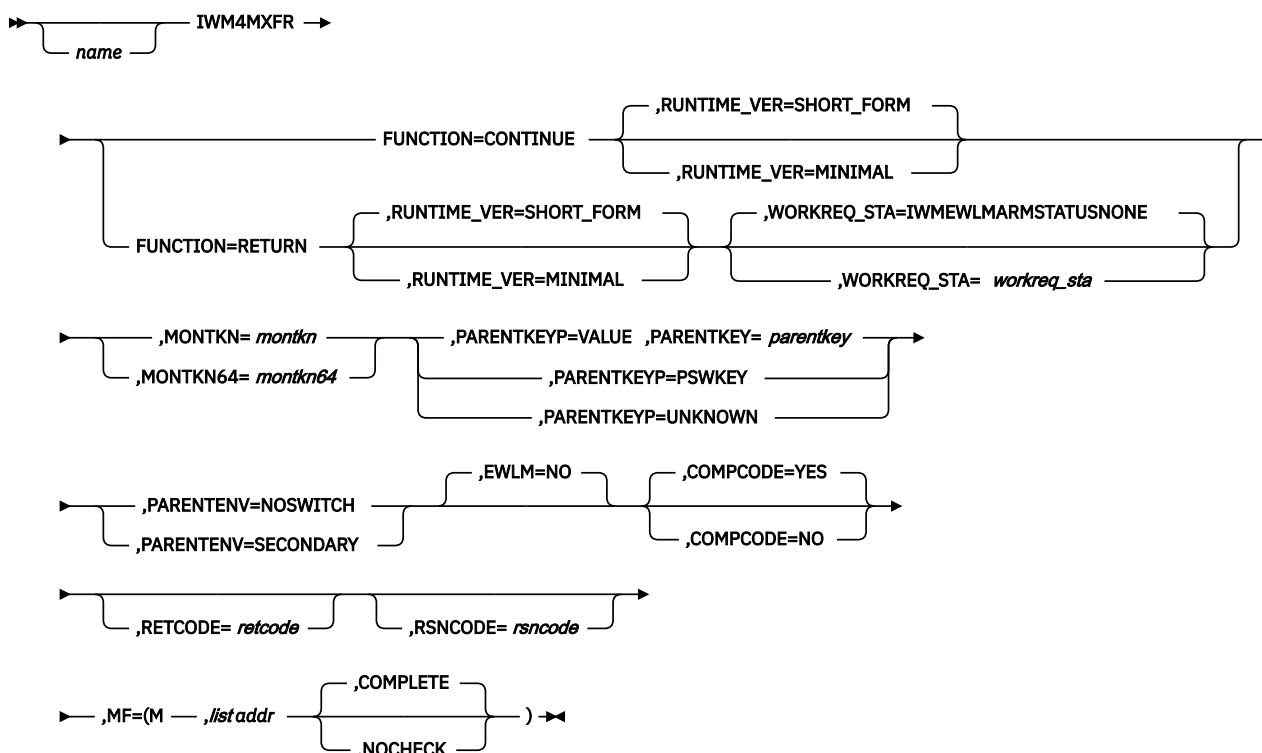 IWM4MXFR
name
,RUNTIME_VER=SHORT_FORM
FUNCTION=CONTINUE
,RUNTIME_VER=MINIMAL
,RUNTIME_VER=SHORT_FORM ,WORKREQ_STA=IWMEWLMARMSTATUSNONE
FUNCTION=RETURN
,RUNTIME_VER=MINIMAL ,WORKREQ_STA= workreq_sta
,MONTKN= montkn ,PARENTKEYP=VALUE ,PARENTKEY= parentkey
,MONTKN64= montkn64 ,PARENTKEYP=PSWKEY
,PARENTKEYP=UNKNOWN
,EWLM=NO ,COMPCODE=YES
,PARENTENV=NOSWITCH
,PARENTENV=SECONDARY ,COMPCODE=NO
,RETCODE= retcode ,RSNCODE= rsncode
,COMPLETE
,MF=(M ,list addr )
,NOCHECK